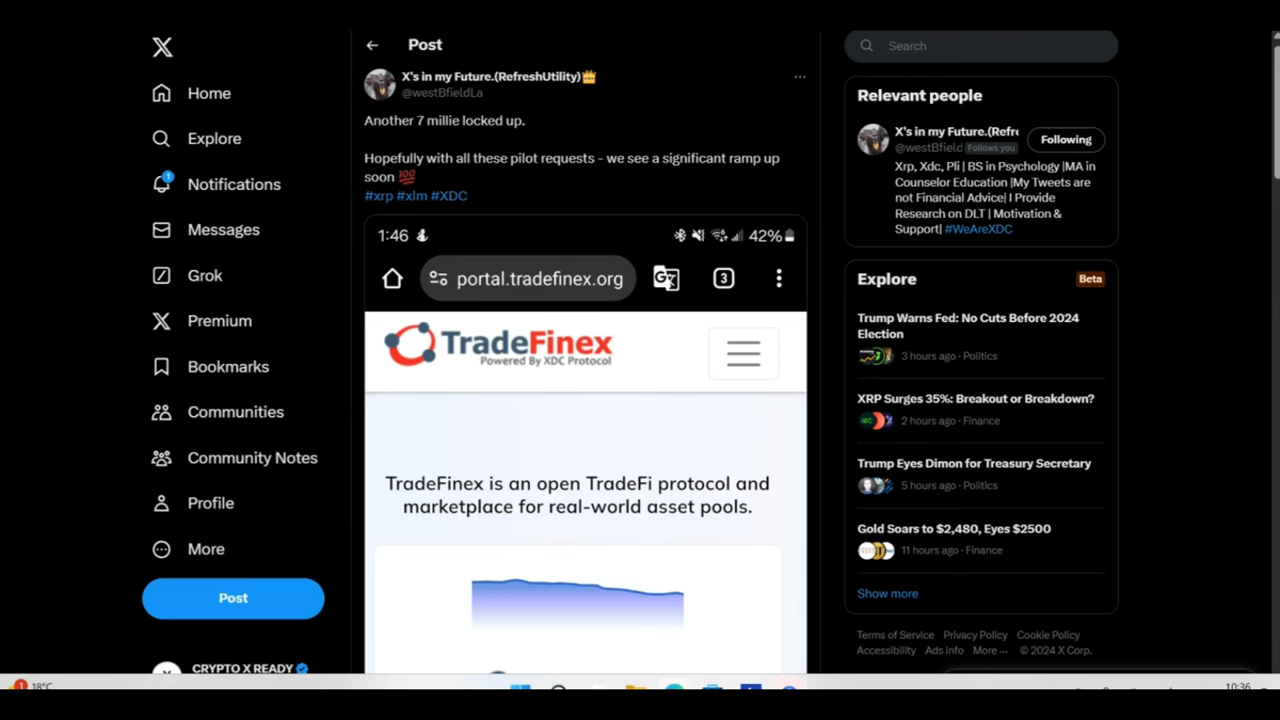 Home
Explore
1
Notifications
Messages
Grok
Premium
Bookmarks
Communities
Community Notes
Profile
More
Post
CRYPTO X READY
Post
X's in my Future.(RefreshUtility)👑
@westBfieldLa
Another 7 millie locked up.
Hopefully with all these pilot requests - we see a significant ramp up
soon 💯
#xrp #xlm #XDC
1:46
42%
portal.tradefinex.org
3
TradeFinex
Powered By XDC Protocol
TradeFinex is an open TradeFi protocol and
marketplace for real-world asset pools.
Search
Relevant people
X's in my Future.(Refre
@westBfield Follows you
Following
Xrp, Xdc, Pli | BS in Psychology |MA in
Counselor Education |My Tweets are
not Financial Advice| I Provide
Research on DLT | Motivation &
Support| #WeAreXDC
Explore
Beta
Trump Warns Fed: No Cuts Before 2024
Election
3 hours ago · Politics
XRP Surges 35%: Breakout or Breakdown?
2 hours ago · Finance
Trump Eyes Dimon for Treasury Secretary
5 hours ago · Politics
Gold Soars to $2,480, Eyes $2500
11 hours ago · Finance
Show more
Terms of Service Privacy Policy Cookie Policy
Accessibility Ads info More ··· © 2024 X Corp.
1
18°C
10:36